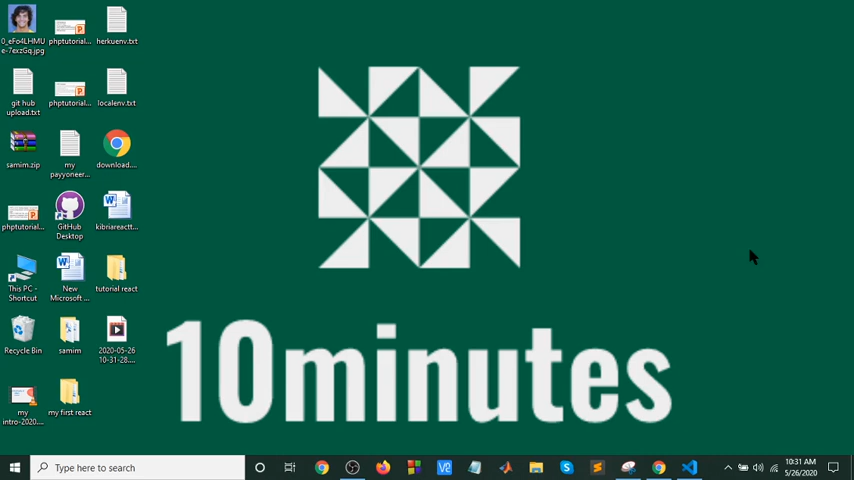 0_eFo4LHMU
e-7exzGq.jpg
phptutorial...
herkuenv.txt
git hub
upload.txt
phptutorial...
localenv.txt
samim.zip
my
payyoneer...
download....
phptutorial...
GitHub
Desktop
kibriareactt...
This PC -
Shortcut
New
Microsoft ...
tutorial react
Recycle Bin
samim
2020-05-26
10-31-28....
my
intro-2020....
my first react
10minutes
Type here to search
10:31 AM
5/26/2020